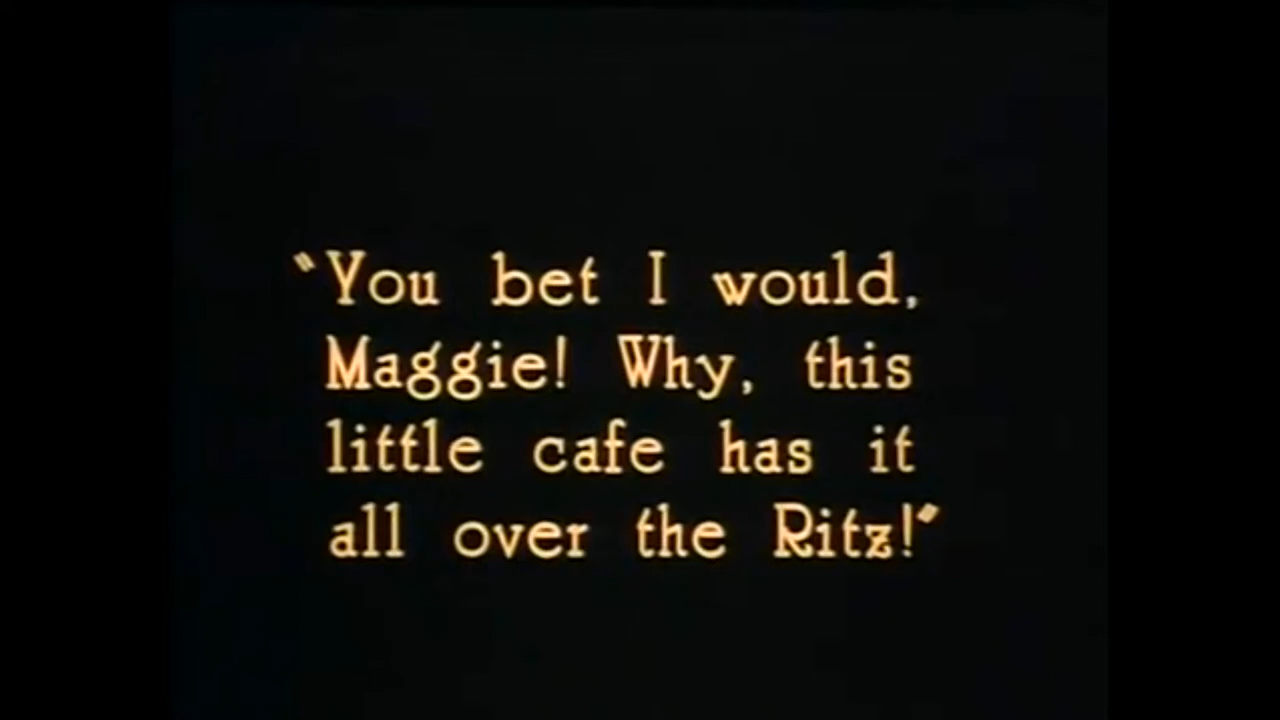 "You bet I would,
Maggie! Why, this
little cafe has it
all over the Ritz!"